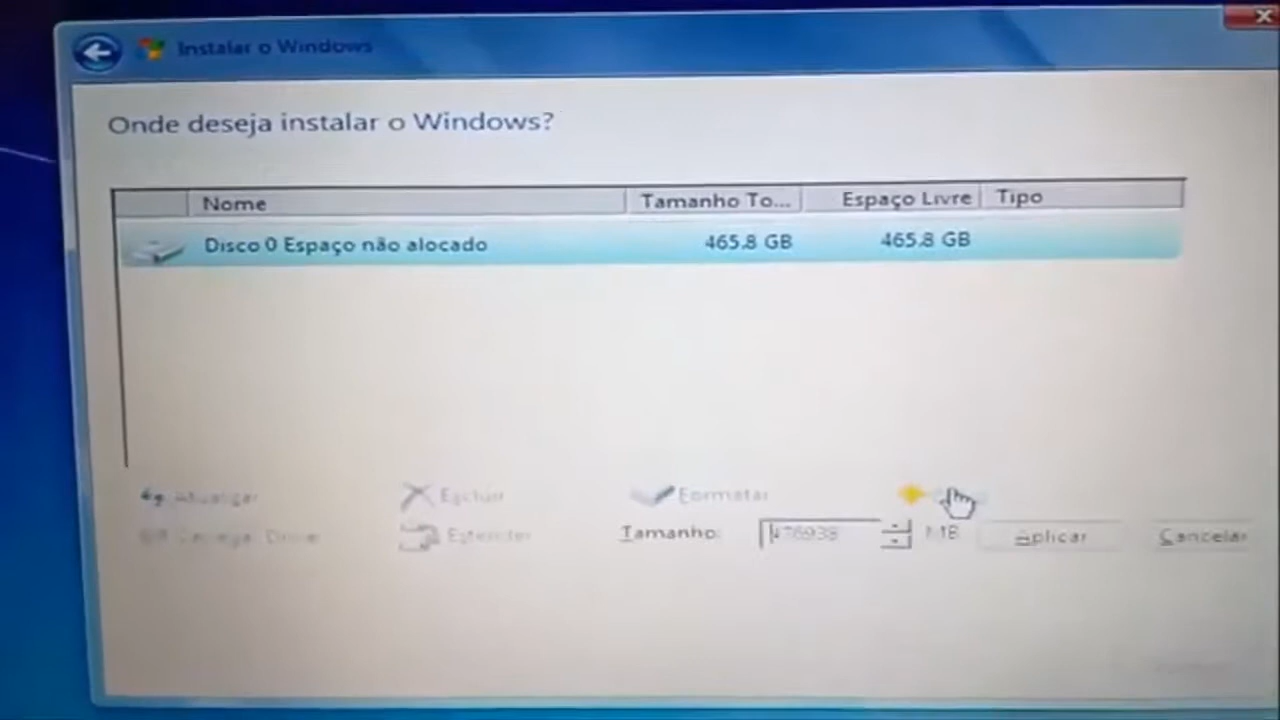 Instalar o Windows
Onde deseja instalar o Windows?
Nome Tamanho To... Espaço Livre Tipo
Disco 0 Espaço não alocado 465.8 GB 465.8 GB
Atualizar Excluir Formatar
Estender Tamanho: MB Aplicar Cancelar